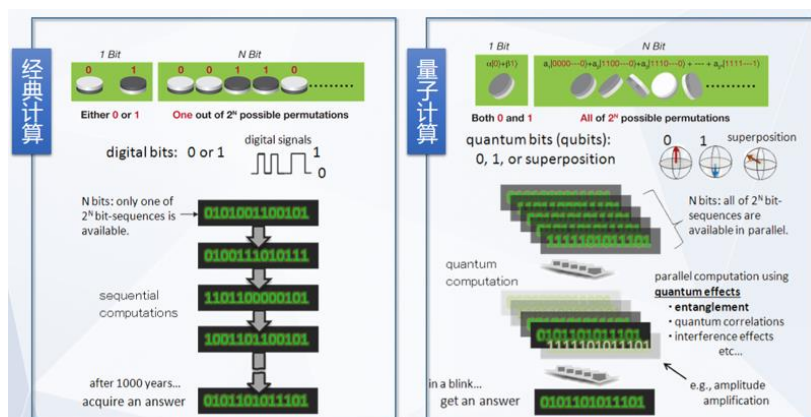 经典计算
1 Bit
N Bit
0 1
0 0 1 1 0
Either 0 or 1
One out of 2ᴺ possible permutations
digital bits: 0 or 1
digital signals
1
0
N bits: only one of
2ᴺ bit-sequences is
available.
0101001100101
0100111010111
sequential
computations
1101100000101
1001101100101
after 1000 years...
acquire an answer
0101101011101
量子计算
1 Bit
N Bit
Both 0 and 1
All of 2ᴺ possible permutations
quantum bits (qubits):
0, 1, or superposition
0
1
superposition
N bits: all of 2ᴺ bit-
sequences are
available in parallel.
1111101011101
quantum
computation
parallel computation using
quantum effects
・entanglement
・quantum correlations
・interference effects
etc...
0101101011101
1111101011101
in a blink...
get an answer
0101101011101
e.g., amplitude
amplification